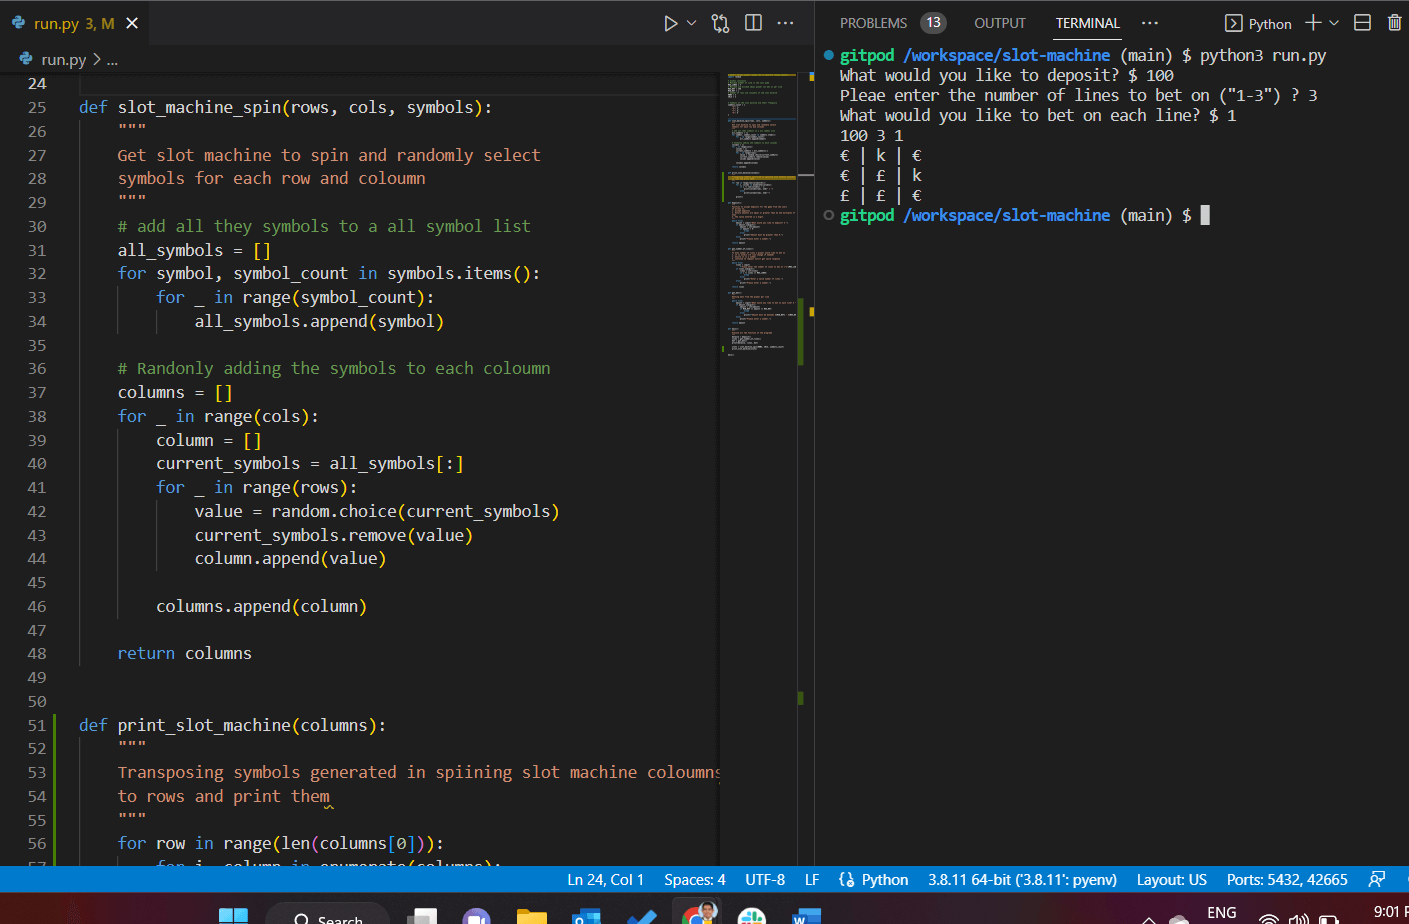 run.py 3, M
run.py > ...
24
25 def slot_machine_spin(rows, cols, symbols):
26 """
27 Get slot machine to spin and randomly select
28 symbols for each row and coloumn
29 """
30 # add all they symbols to a all symbol list
31 all_symbols = []
32 for symbol, symbol_count in symbols.items():
33 for _ in range(symbol_count):
34 all_symbols.append(symbol)
35
36 # Randonly adding the symbols to each coloumn
37 columns = []
38 for _ in range(cols):
39 column = []
40 current_symbols = all_symbols[:]
41 for _ in range(rows):
42 value = random.choice(current_symbols)
43 current_symbols.remove(value)
44 column.append(value)
45
46 columns.append(column)
47
48 return columns
49
50
51 def print_slot_machine(columns):
52 """
53 Transposing symbols generated in spiining slot machine coloumns
54 to rows and print them
55 """
56 for row in range(len(columns[0])):
57 for i, column in enumerate(columns):
PROBLEMS 13 OUTPUT TERMINAL ... Python
gitpod /workspace/slot-machine (main) $ python3 run.py
What would you like to deposit? $ 100
Pleae enter the number of lines to bet on ("1-3") ? 3
What would you like to bet on each line? $ 1
100 3 1
€ | k | €
€ | £ | k
£ | £ | €
gitpod /workspace/slot-machine (main) $
Ln 24, Col 1 Spaces: 4 UTF-8 LF Python 3.8.11 64-bit ('3.8.11': pyenv) Layout: US Ports: 5432, 42665
Search
ENG
9:01